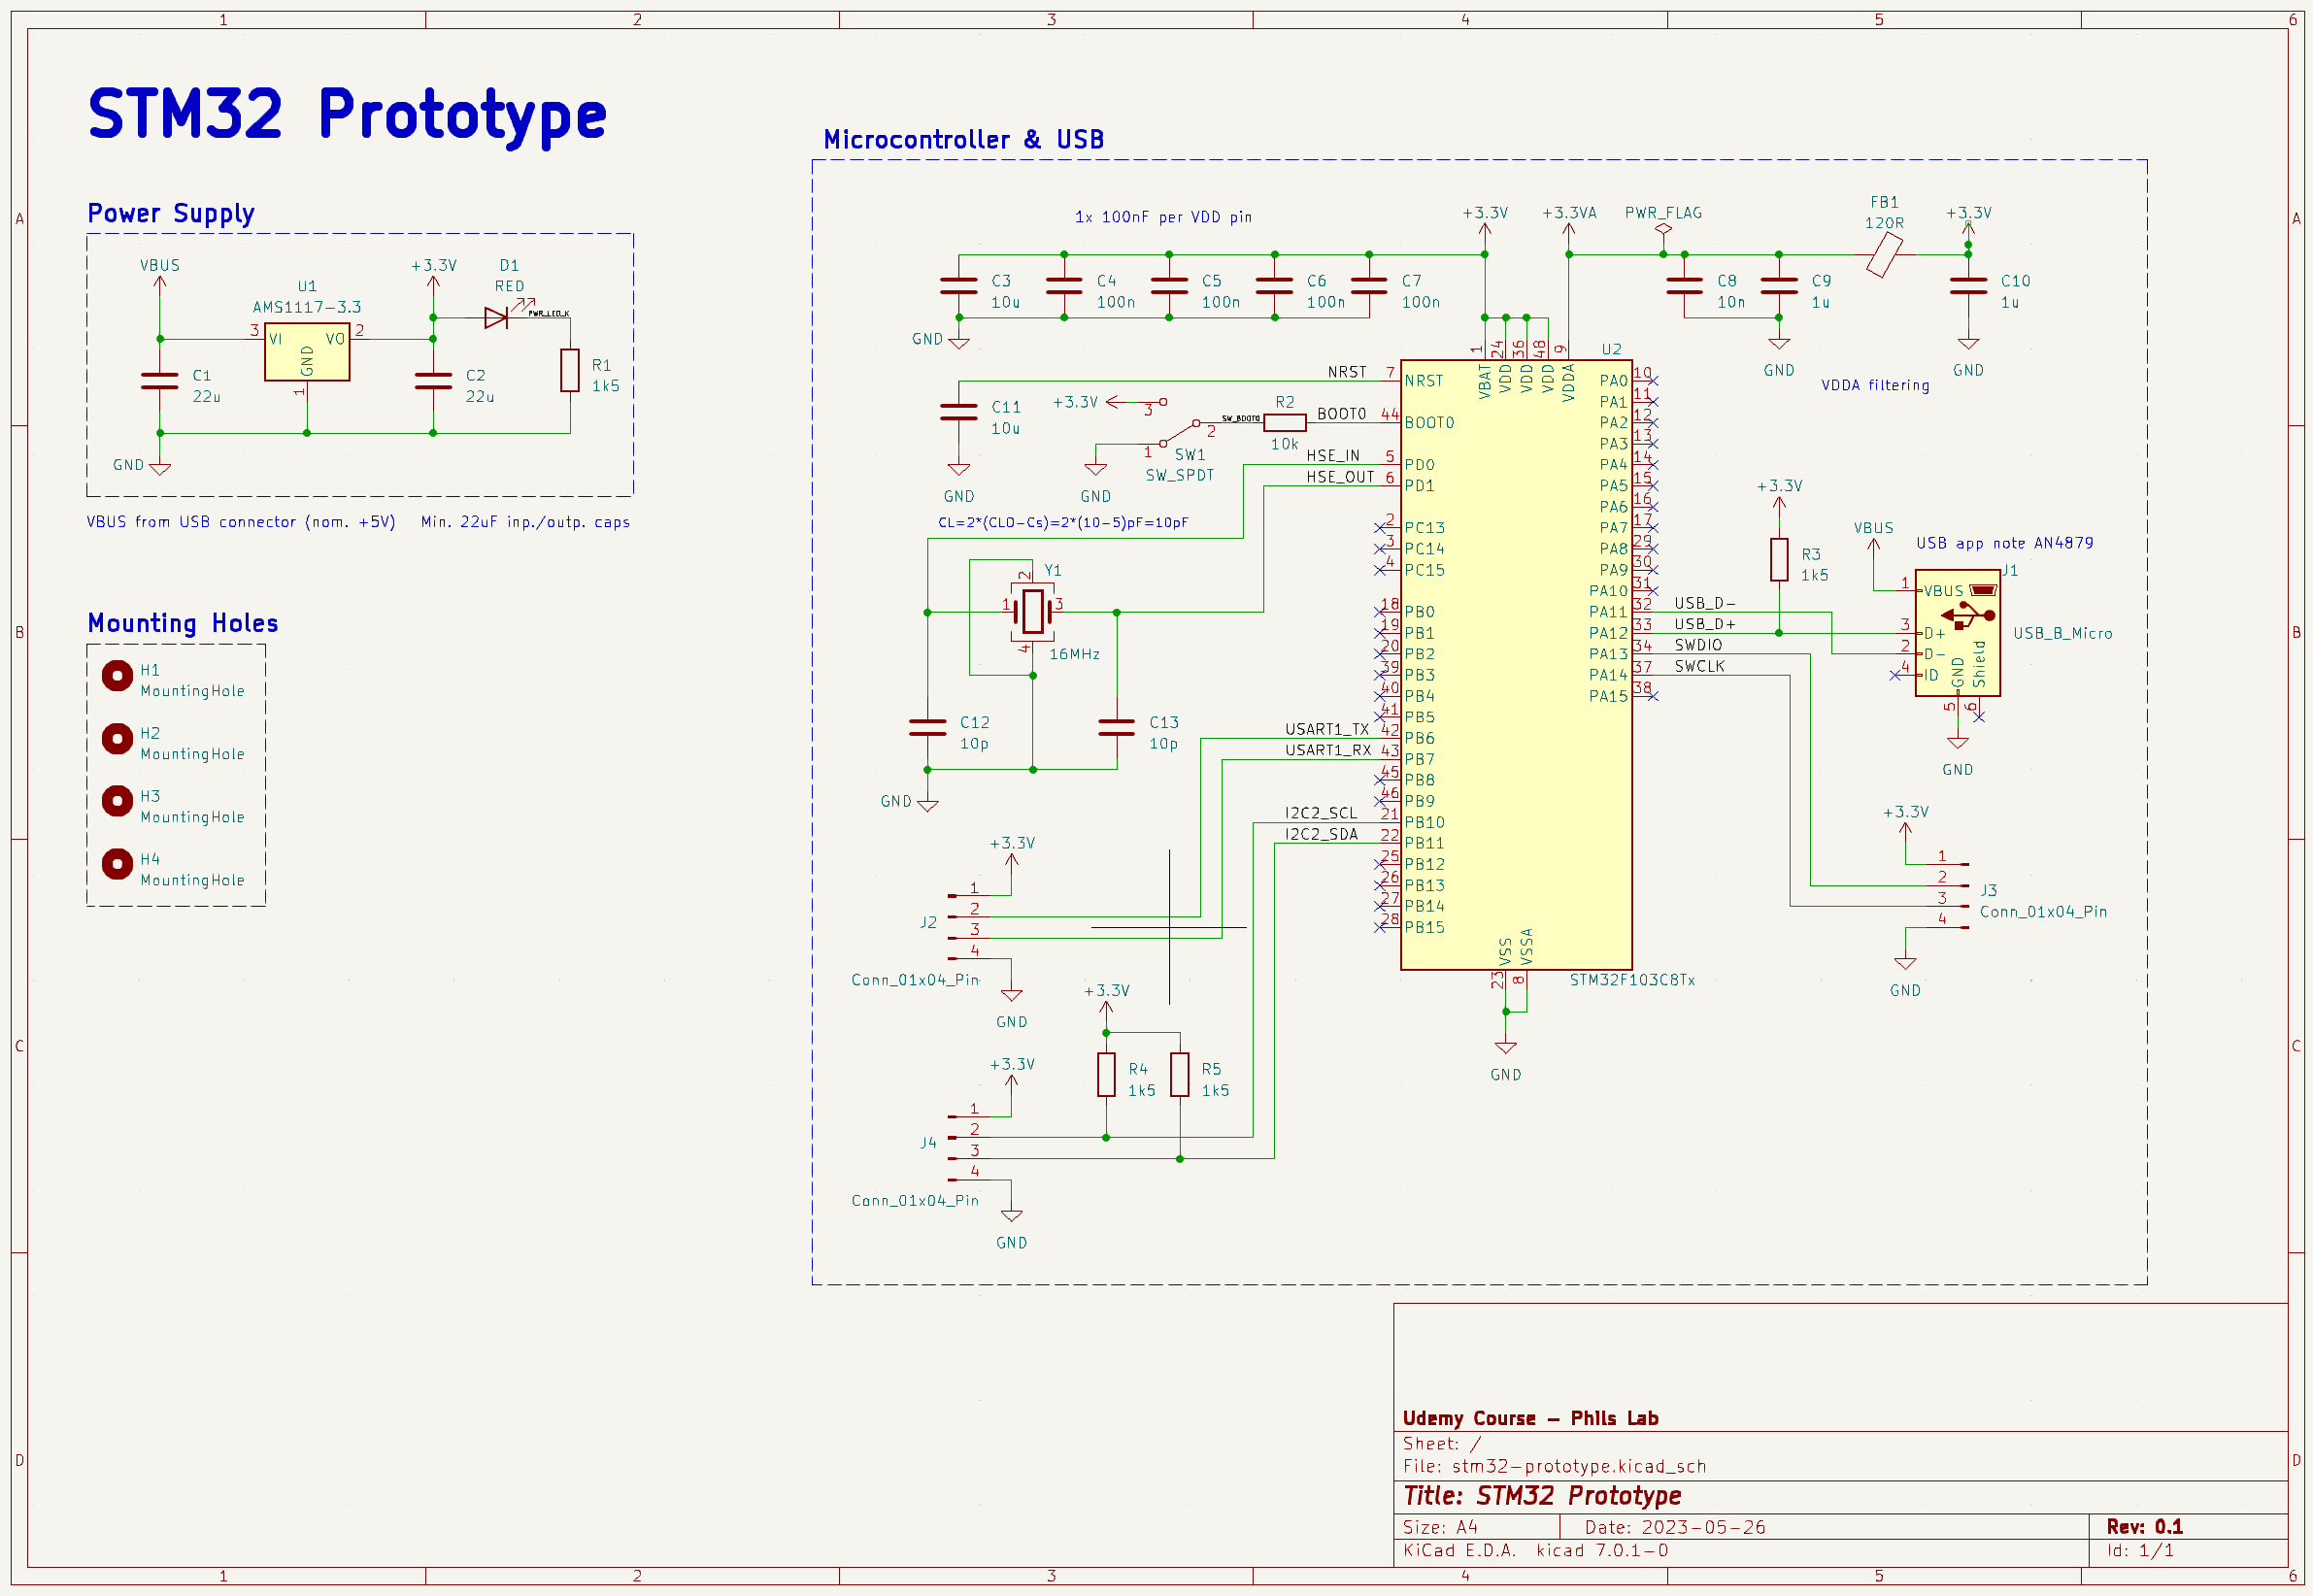 1 2 3 4 5 6
STM32 Prototype
Microcontroller & USB
Power Supply
A
A
VBUS
+3.3V
D1
RED
U1
AMS1117-3.3
PWR_LED_K
3
VI
VO
2
GND
1
C1
22u
C2
22u
R1
1k5
GND
VBUS from USB connector (nom. +5V)
Min. 22uF inp./outp. caps
Mounting Holes
B
B
H1
MountingHole
H2
MountingHole
H3
MountingHole
H4
MountingHole
1x 100nF per VDD pin
+3.3V
+3.3VA
PWR_FLAG
FB1
120R
+3.3V
C3
10u
C4
100n
C5
100n
C6
100n
C7
100n
C8
10n
C9
1u
C10
1u
GND
GND
GND
VDDA filtering
U2
1
24
36
48
9
VBAT
VDD
VDD
VDD
VDDA
NRST
7
NRST
C11
10u
GND
+3.3V
3
2
1
SW_BOOT0
R2
10k
BOOT0
44
BOOT0
SW1
SW_SPDT
GND
HSE_IN
5
PD0
HSE_OUT
6
PD1
CL=2*(CL0-Cs)=2*(10-5)pF=10pF
2
PC13
3
PC14
4
PC15
18
PB0
19
PB1
20
PB2
39
PB3
40
PB4
41
PB5
USART1_TX
42
PB6
USART1_RX
43
PB7
45
PB8
46
PB9
I2C2_SCL
21
PB10
I2C2_SDA
22
PB11
25
PB12
26
PB13
27
PB14
28
PB15
PA0
10
PA1
11
PA2
12
PA3
13
PA4
14
PA5
15
PA6
16
PA7
17
PA8
29
PA9
30
PA10
31
PA11
32
USB_D-
PA12
33
USB_D+
PA13
34
SWDIO
PA14
37
SWCLK
PA15
38
VSS
VSSA
23
8
STM32F103C8Tx
GND
Y1
2
1
3
4
16MHz
C12
10p
C13
10p
GND
+3.3V
R3
1k5
VBUS
USB app note AN4879
J1
1
VBUS
3
D+
2
D-
4
ID
GND
Shield
5
6
USB_B_Micro
GND
+3.3V
1
2
3
4
J3
Conn_01x04_Pin
GND
+3.3V
1
2
3
4
J2
Conn_01x04_Pin
GND
+3.3V
R4
1k5
R5
1k5
+3.3V
1
2
3
4
J4
Conn_01x04_Pin
GND
C
C
Udemy Course - Phils Lab
Sheet: /
File: stm32-prototype.kicad_sch
Title: STM32 Prototype
Size: A4
Date: 2023-05-26
Rev: 0.1
KiCad E.D.A. kicad 7.0.1-0
Id: 1/1
D
D
1 2 3 4 5 6